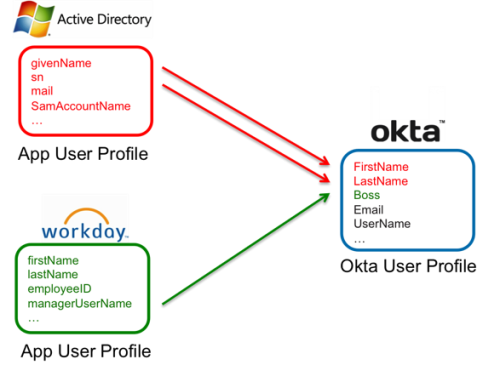 Active Directory
givenName
sn
mail
SamAccountName
…
App User Profile
okta™
FirstName
LastName
Boss
Email
UserName
…
Okta User Profile
workday™
firstName
lastName
employeeID
managerUserName
…
App User Profile